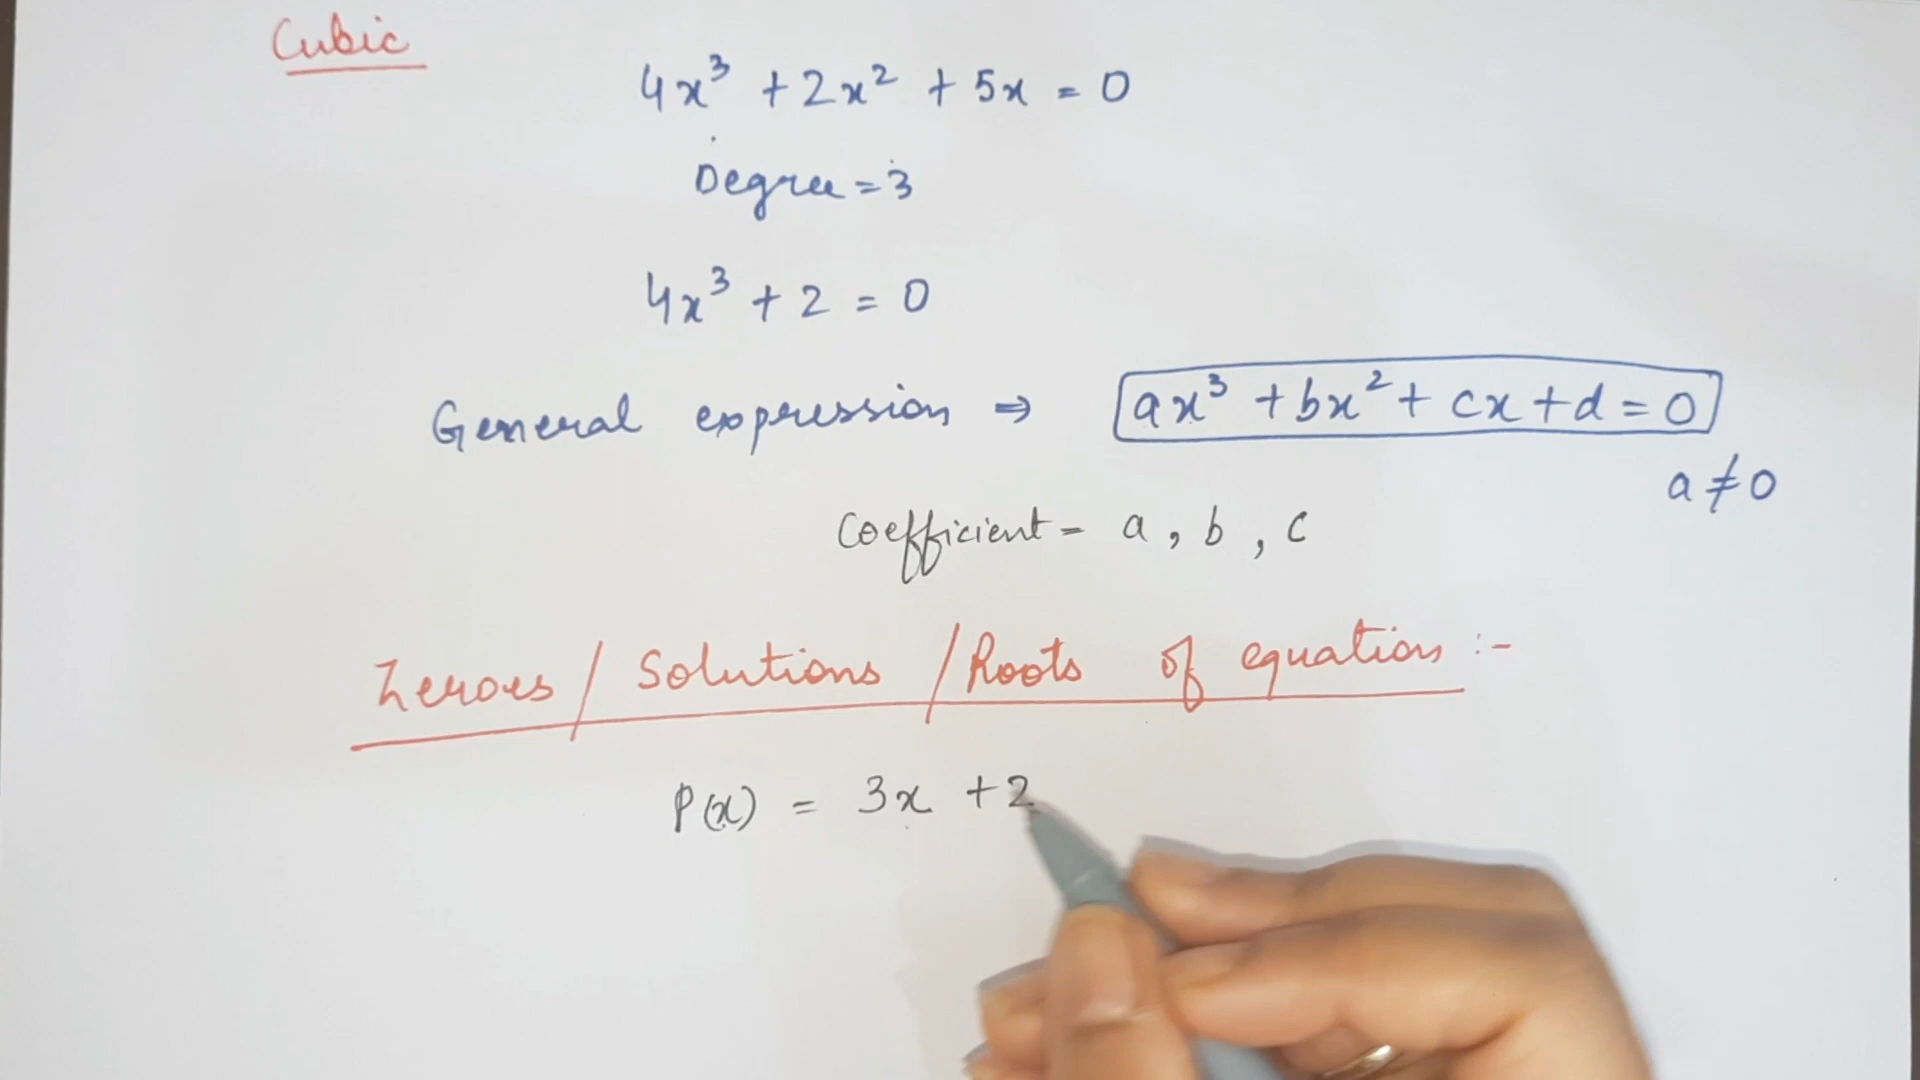 Cubic
4x³ + 2x² + 5x = 0
Degree = 3
4x³ + 2 = 0
General expression ⇒ ax³ + bx² + cx + d = 0
a ≠ 0
Coefficient = a, b, c
Zeroes / Solutions / Roots of equation :-
P(x) = 3x + 2